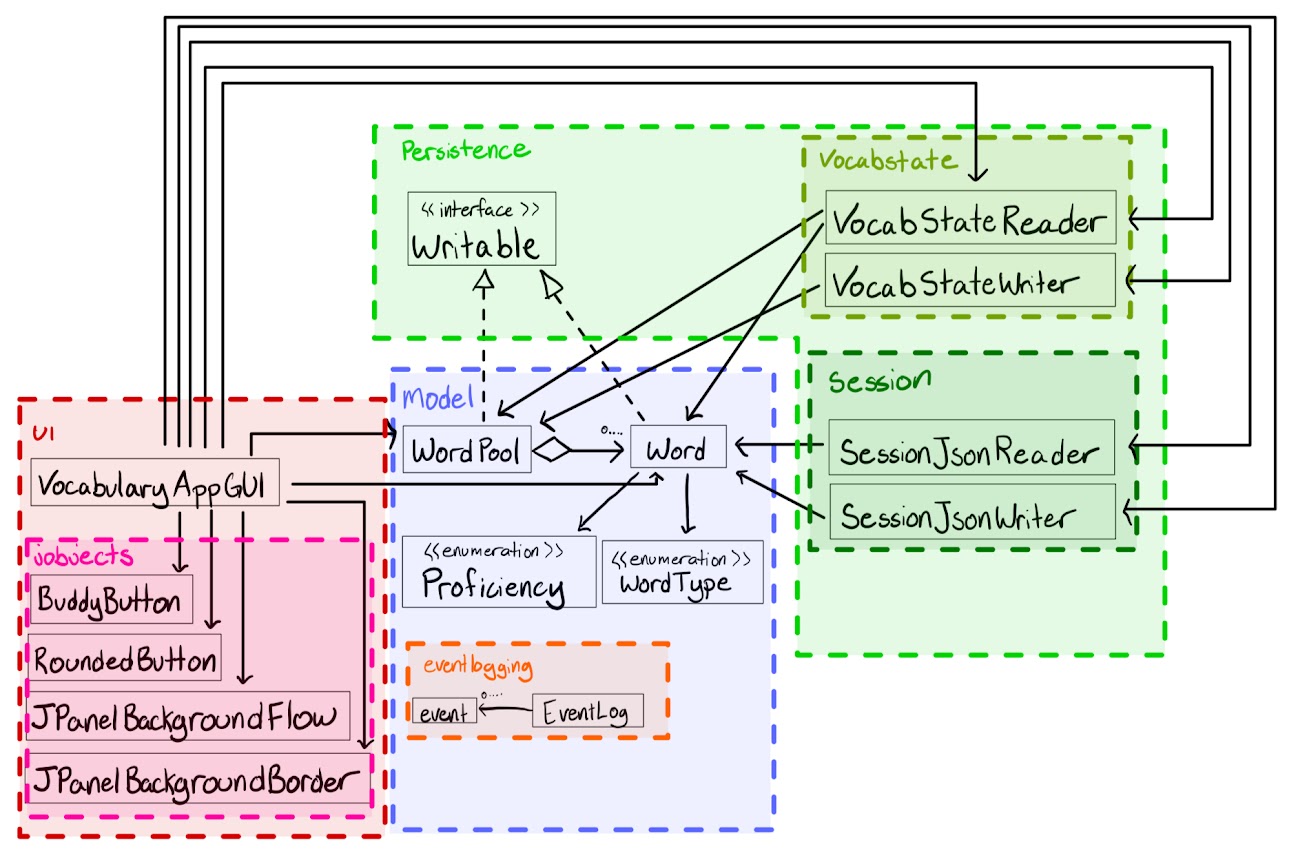 Persistence
Vocabstate
<< interface >>
Writable
VocabStateReader
VocabStateWriter
Session
SessionJsonReader
SessionJsonWriter
Model
WordPool
0....
Word
<<enumeration>>
Proficiency
<<enumeration>>
WordType
eventlogging
event
0....
EventLog
UI
VocabularyAppGUI
jobjects
BuddyButton
RoundedButton
JPanelBackgroundFlow
JPanelBackgroundBorder